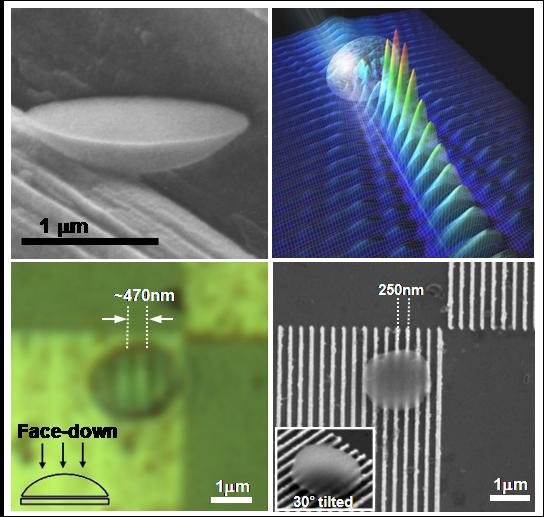 1 μm
~470nm
250nm
Face-down
1μm
30° tilted
1μm